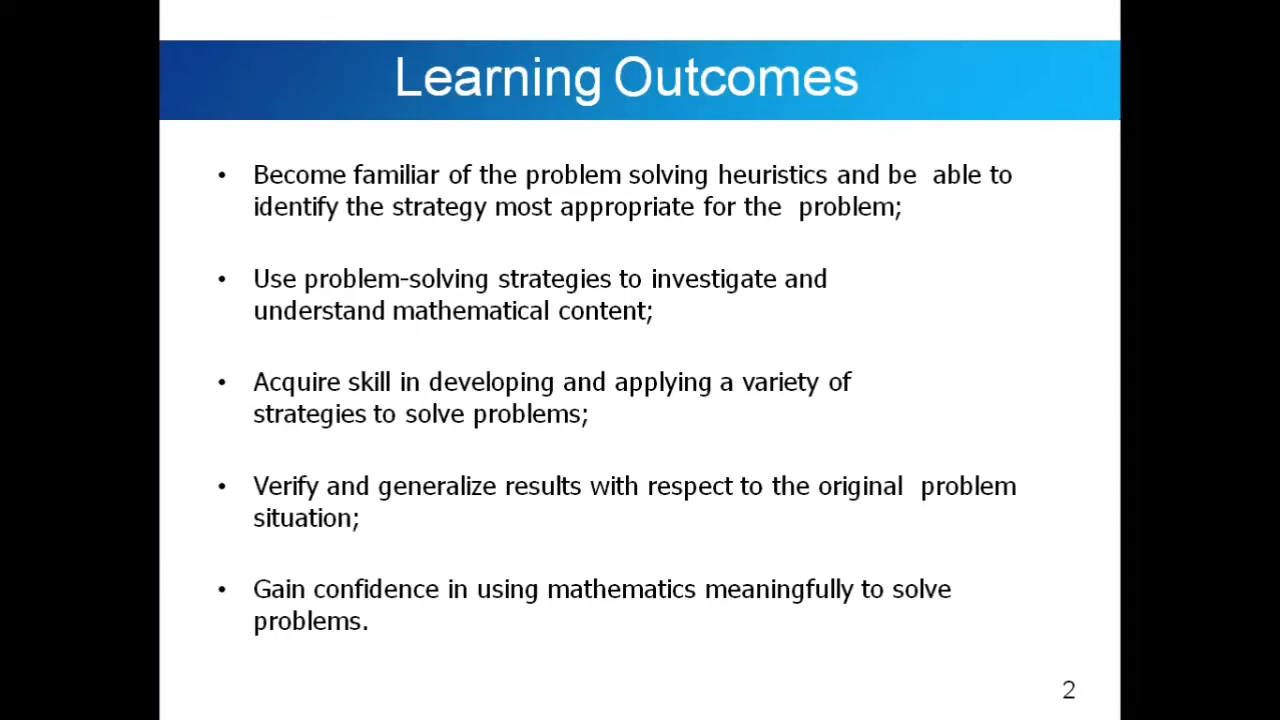 Learning Outcomes
• Become familiar of the problem solving heuristics and be able to
identify the strategy most appropriate for the problem;
• Use problem-solving strategies to investigate and
understand mathematical content;
• Acquire skill in developing and applying a variety of
strategies to solve problems;
• Verify and generalize results with respect to the original problem
situation;
• Gain confidence in using mathematics meaningfully to solve
problems.
2